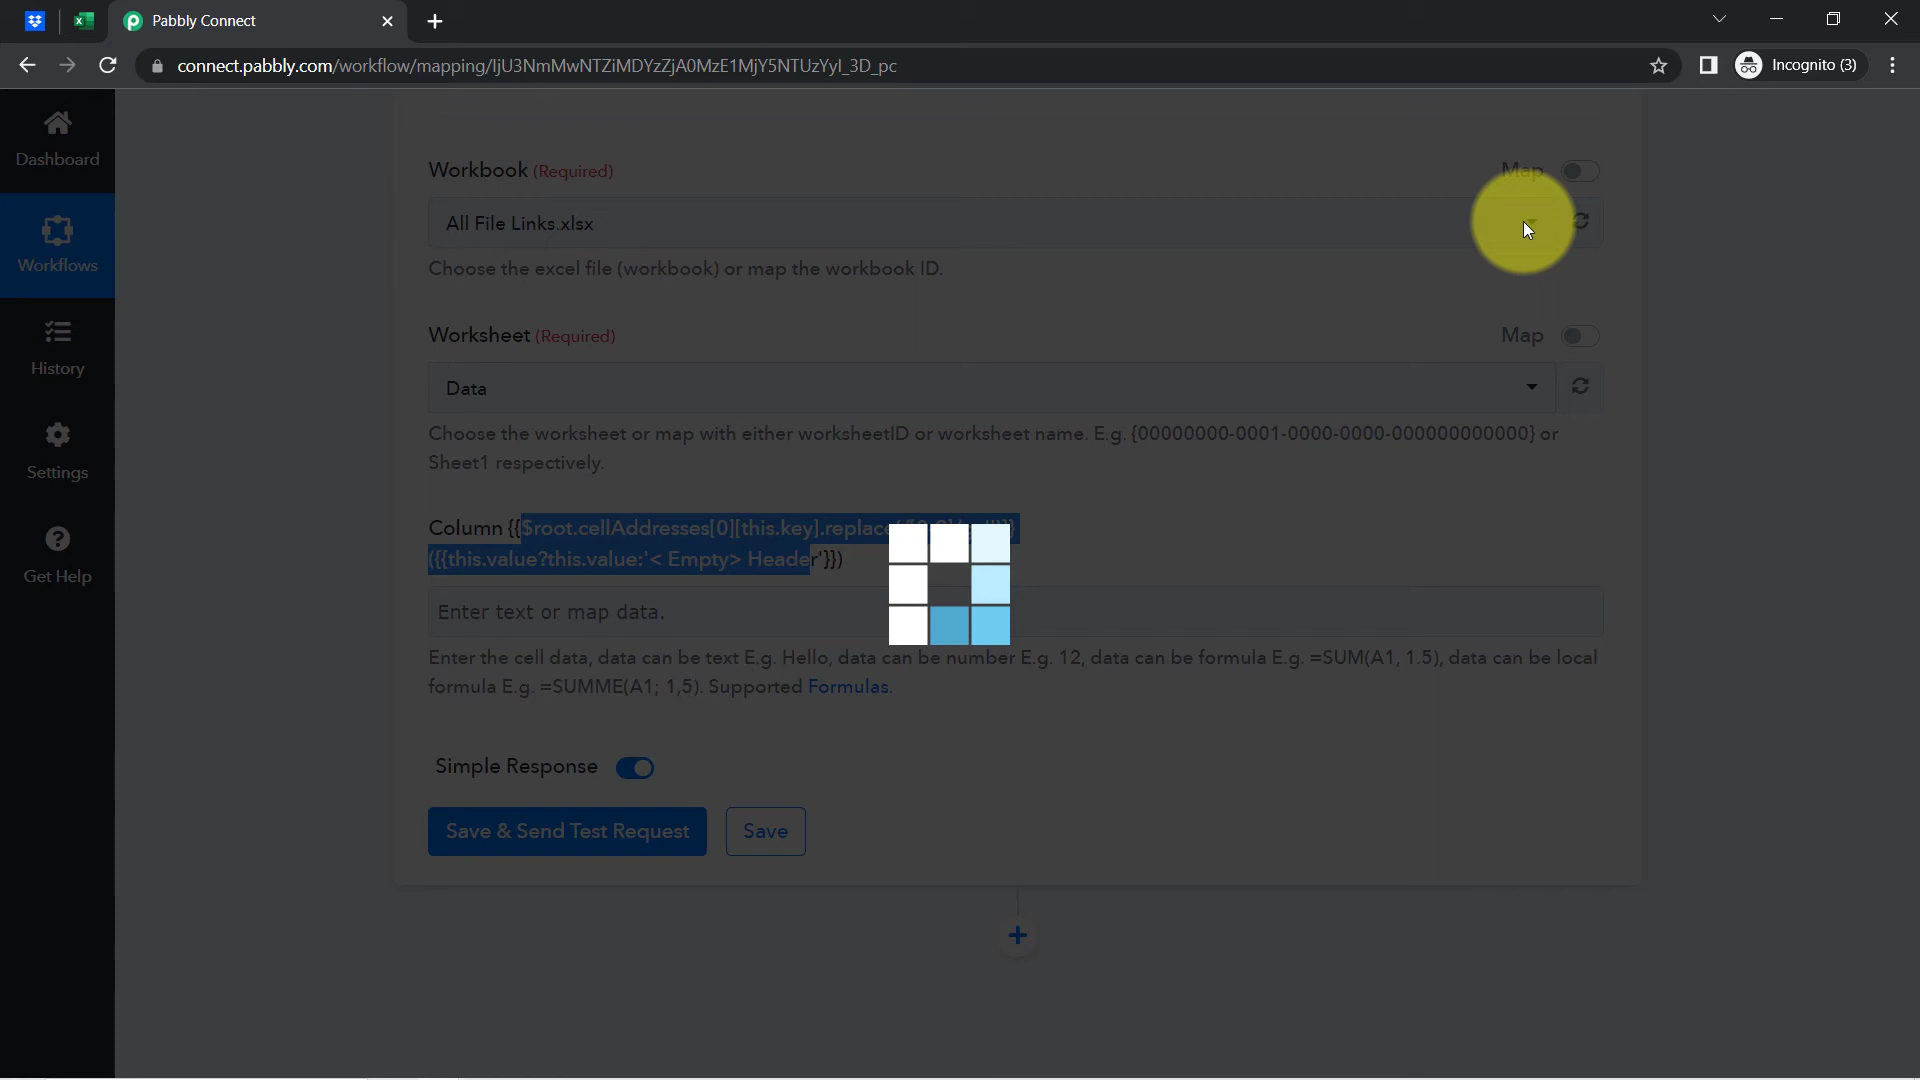 Pabbly Connect
connect.pabbly.com/workflow/mapping/IjU3NmMwNTZiMDYzZjA0MzE1MjY5NTUzYyI_3D_pc
Incognito (3)
Dashboard
Workflows
History
Settings
Get Help
Workbook (Required)
Map
All File Links.xlsx
Choose the excel file (workbook) or map the workbook ID.
Worksheet (Required)
Map
Data
Choose the worksheet or map with either worksheetID or worksheet name. E.g. {00000000-0001-0000-0000-000000000000} or
Sheet1 respectively.
Column {{$root.cellAddresses[0][this.key].replace
({{this.value?this.value:'< Empty> Header'}})
Enter text or map data.
Enter the cell data, data can be text E.g. Hello, data can be number E.g. 12, data can be formula E.g. =SUM(A1, 1.5), data can be local
formula E.g. =SUMME(A1; 1,5). Supported Formulas.
Simple Response
Save & Send Test Request
Save